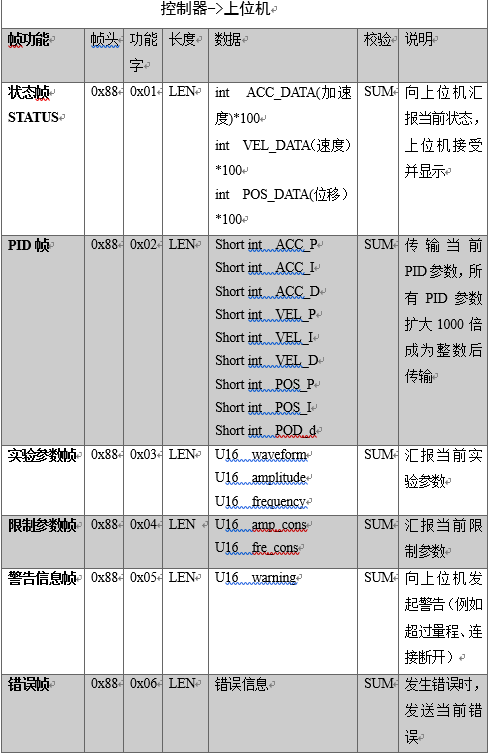 控制器->上位机
帧功能 帧头 功能字 长度 数据 校验 说明
状态帧 STATUS 0x88 0x01 LEN SUM
int ACC_DATA(加速
度)*100
int VEL_DATA（速度）
*100
int POS_DATA(位移)
*100
向上位机汇
报当前状态，
上位机接受
并显示
PID 帧 0x88 0x02 LEN SUM
Short int ACC_P
Short int ACC_I
Short int ACC_D
Short int VEL_P
Short int VEL_I
Short int VEL_D
Short int POS_P
Short int POS_I
Short int POD_d
传输当前
PID参数，所
有 PID 参数
扩大1000 倍
成为整数后
传输
实验参数帧 0x88 0x03 LEN SUM
U16 waveform
U16 amplitude
U16 frequency
汇报当前实
验参数
限制参数帧 0x88 0x04 LEN SUM
U16 amp_cons
U16 fre_cons
汇报当前限
制参数
警告信息帧 0x88 0x05 LEN U16 warning SUM
向上位机发
起警告（例如
超过量程、连
接断开）
错误帧 0x88 0x06 LEN 错误信息 SUM
发生错误时，
发送当前错
误